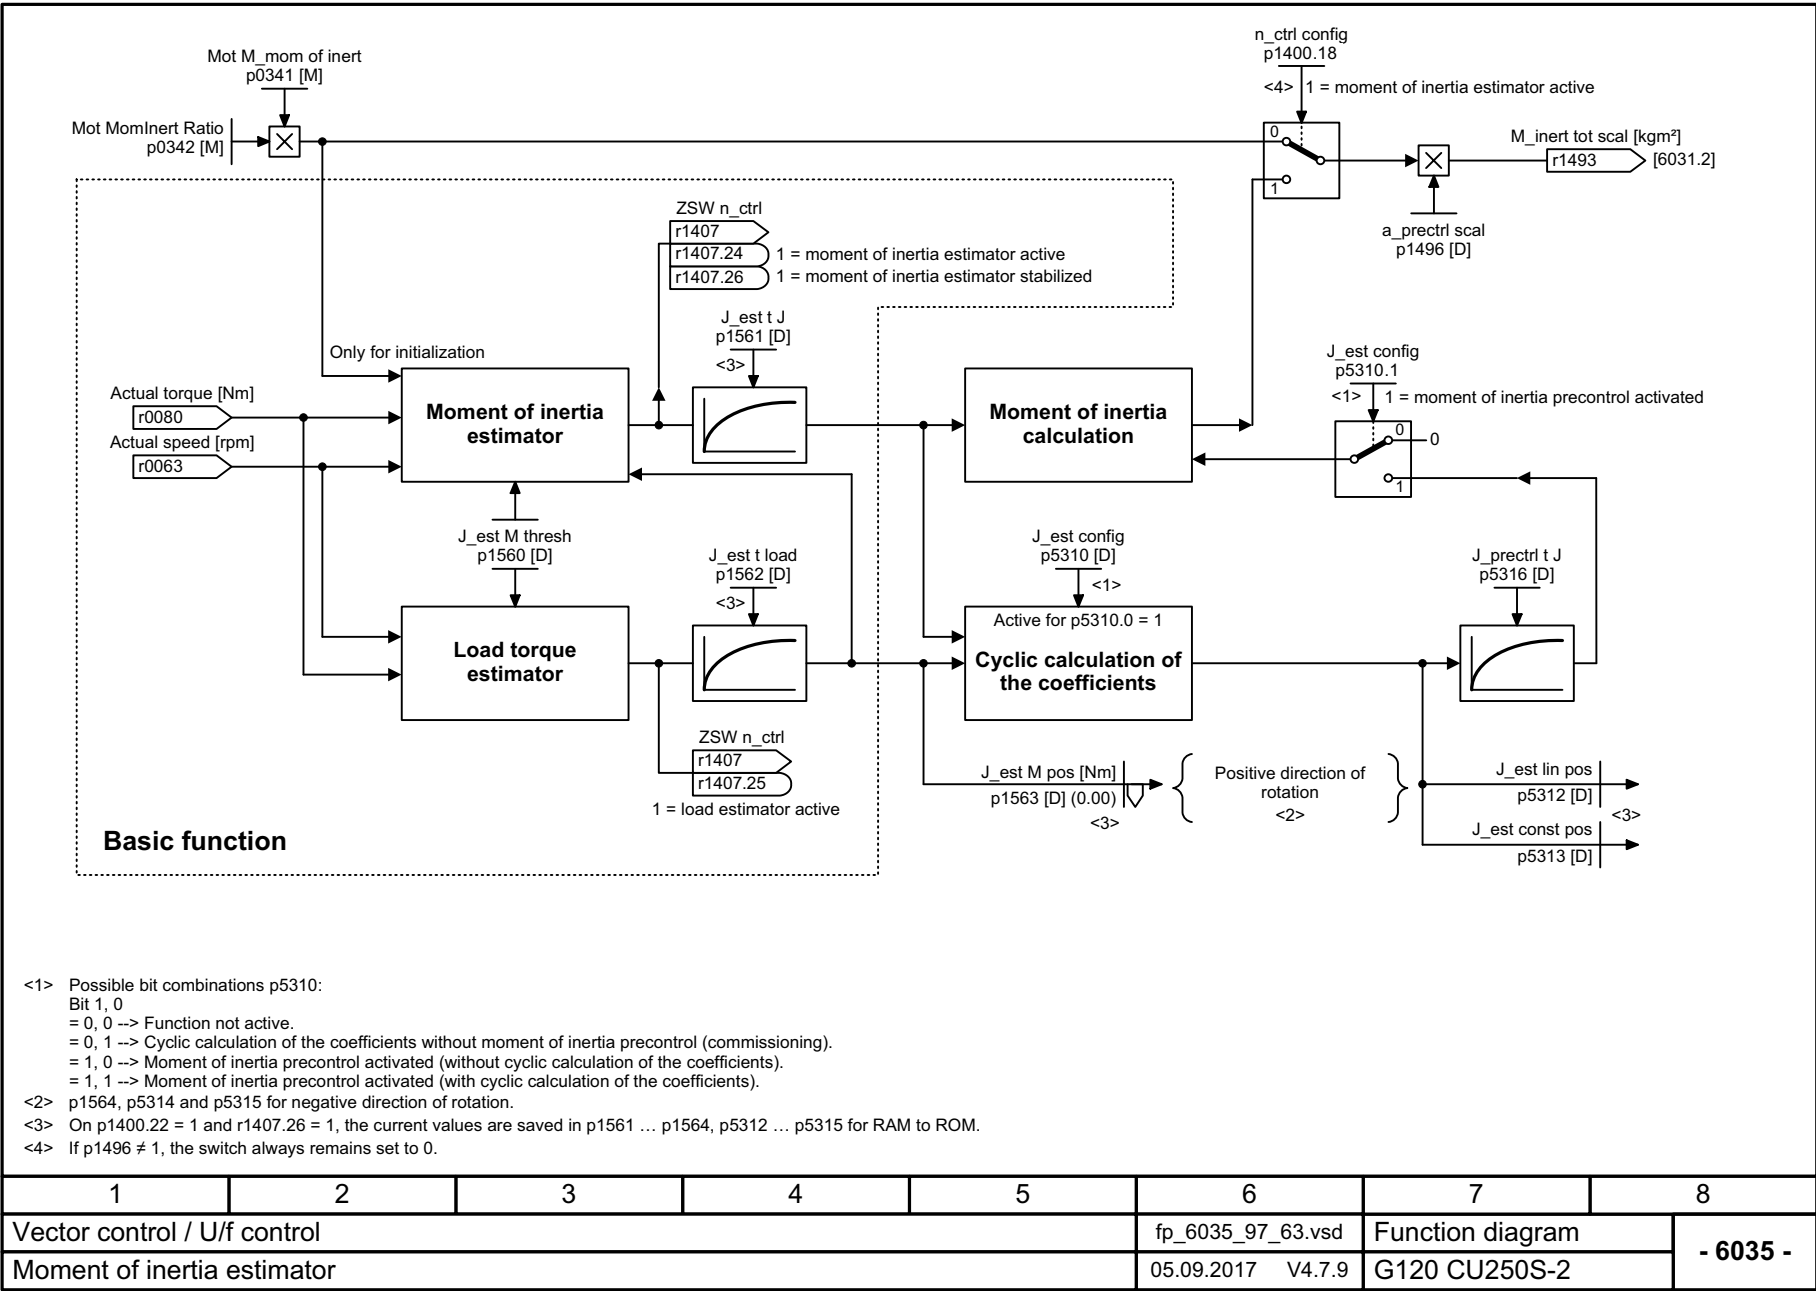 Mot M_mom of inert
p0341 [M]
Mot MomInert Ratio
p0342 [M]
n_ctrl config
p1400.18
<4>
1 = moment of inertia estimator active
0
1
M_inert tot scal [kgm²]
r1493
[6031.2]
a_prectrl scal
p1496 [D]
ZSW n_ctrl
r1407
r1407.24
1 = moment of inertia estimator active
r1407.26
1 = moment of inertia estimator stabilized
J_est t J
p1561 [D]
<3>
Only for initialization
Actual torque [Nm]
r0080
Actual speed [rpm]
r0063
Moment of inertia
estimator
Moment of inertia
calculation
J_est config
p5310.1
<1>
1 = moment of inertia precontrol activated
0
0
1
J_est M thresh
p1560 [D]
J_est t load
p1562 [D]
<3>
J_est config
p5310 [D]
<1>
J_prectrl t J
p5316 [D]
Load torque
estimator
Active for p5310.0 = 1
Cyclic calculation of
the coefficients
ZSW n_ctrl
r1407
r1407.25
1 = load estimator active
J_est M pos [Nm]
p1563 [D] (0.00)
<3>
Positive direction of
rotation
<2>
J_est lin pos
p5312 [D]
<3>
J_est const pos
p5313 [D]
Basic function
<1> Possible bit combinations p5310:
Bit 1, 0
= 0, 0 --> Function not active.
= 0, 1 --> Cyclic calculation of the coefficients without moment of inertia precontrol (commissioning).
= 1, 0 --> Moment of inertia precontrol activated (without cyclic calculation of the coefficients).
= 1, 1 --> Moment of inertia precontrol activated (with cyclic calculation of the coefficients).
<2> p1564, p5314 and p5315 for negative direction of rotation.
<3> On p1400.22 = 1 and r1407.26 = 1, the current values are saved in p1561 … p1564, p5312 … p5315 for RAM to ROM.
<4> If p1496 ≠ 1, the switch always remains set to 0.
1 2 3 4 5 6 7 8
Vector control / U/f control
fp_6035_97_63.vsd
Function diagram
- 6035 -
Moment of inertia estimator
05.09.2017 V4.7.9
G120 CU250S-2